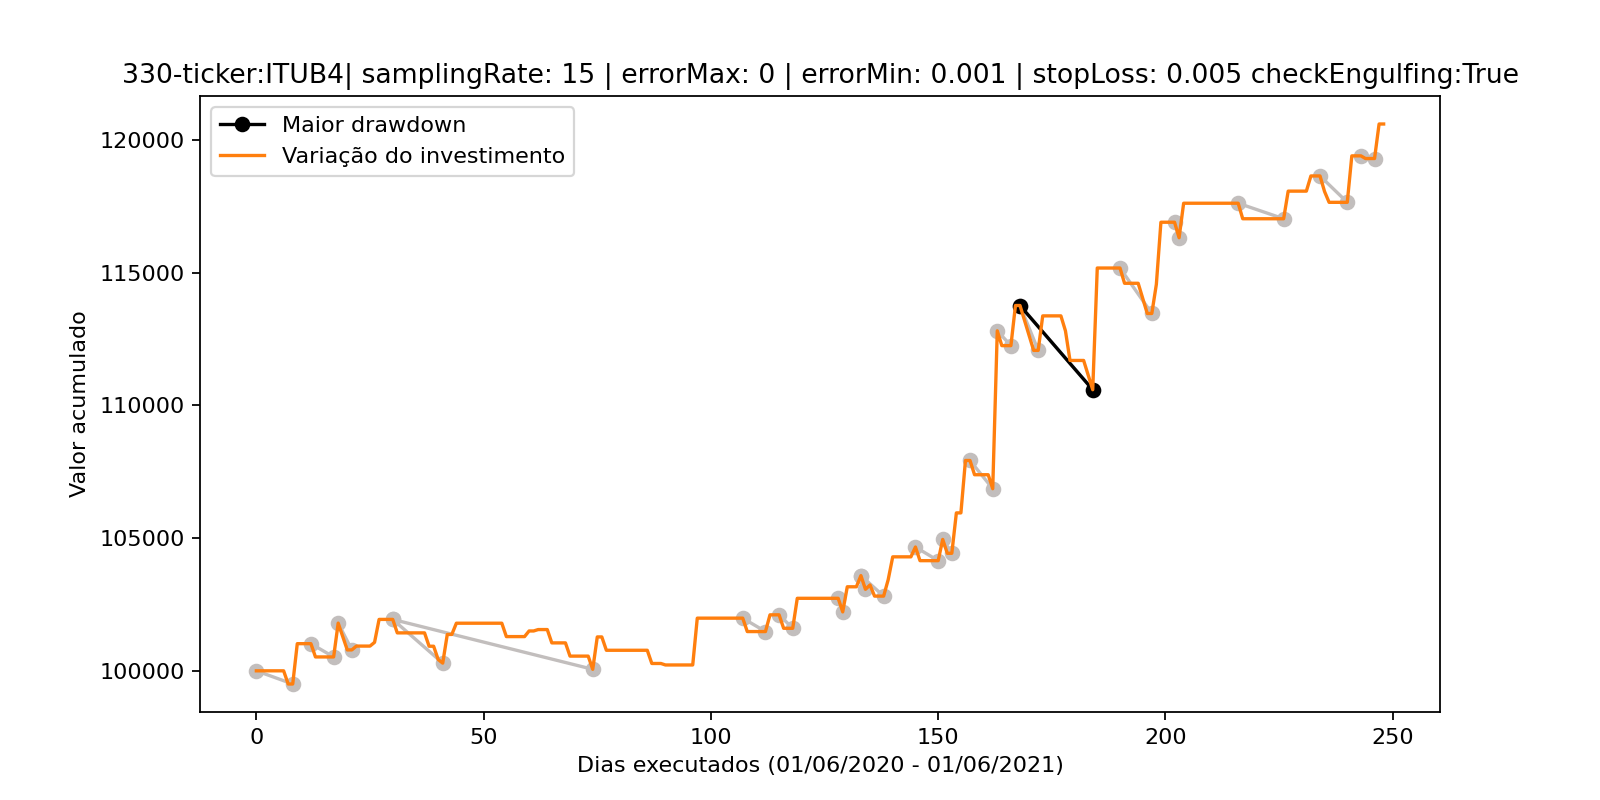 330-ticker:ITUB4| samplingRate: 15 | errorMax: 0 | errorMin: 0.001 | stopLoss: 0.005 checkEngulfing:True
Maior drawdown
Variação do investimento
120000
115000
110000
105000
100000
Valor acumulado
0 50 100 150 200 250
Dias executados (01/06/2020 - 01/06/2021)